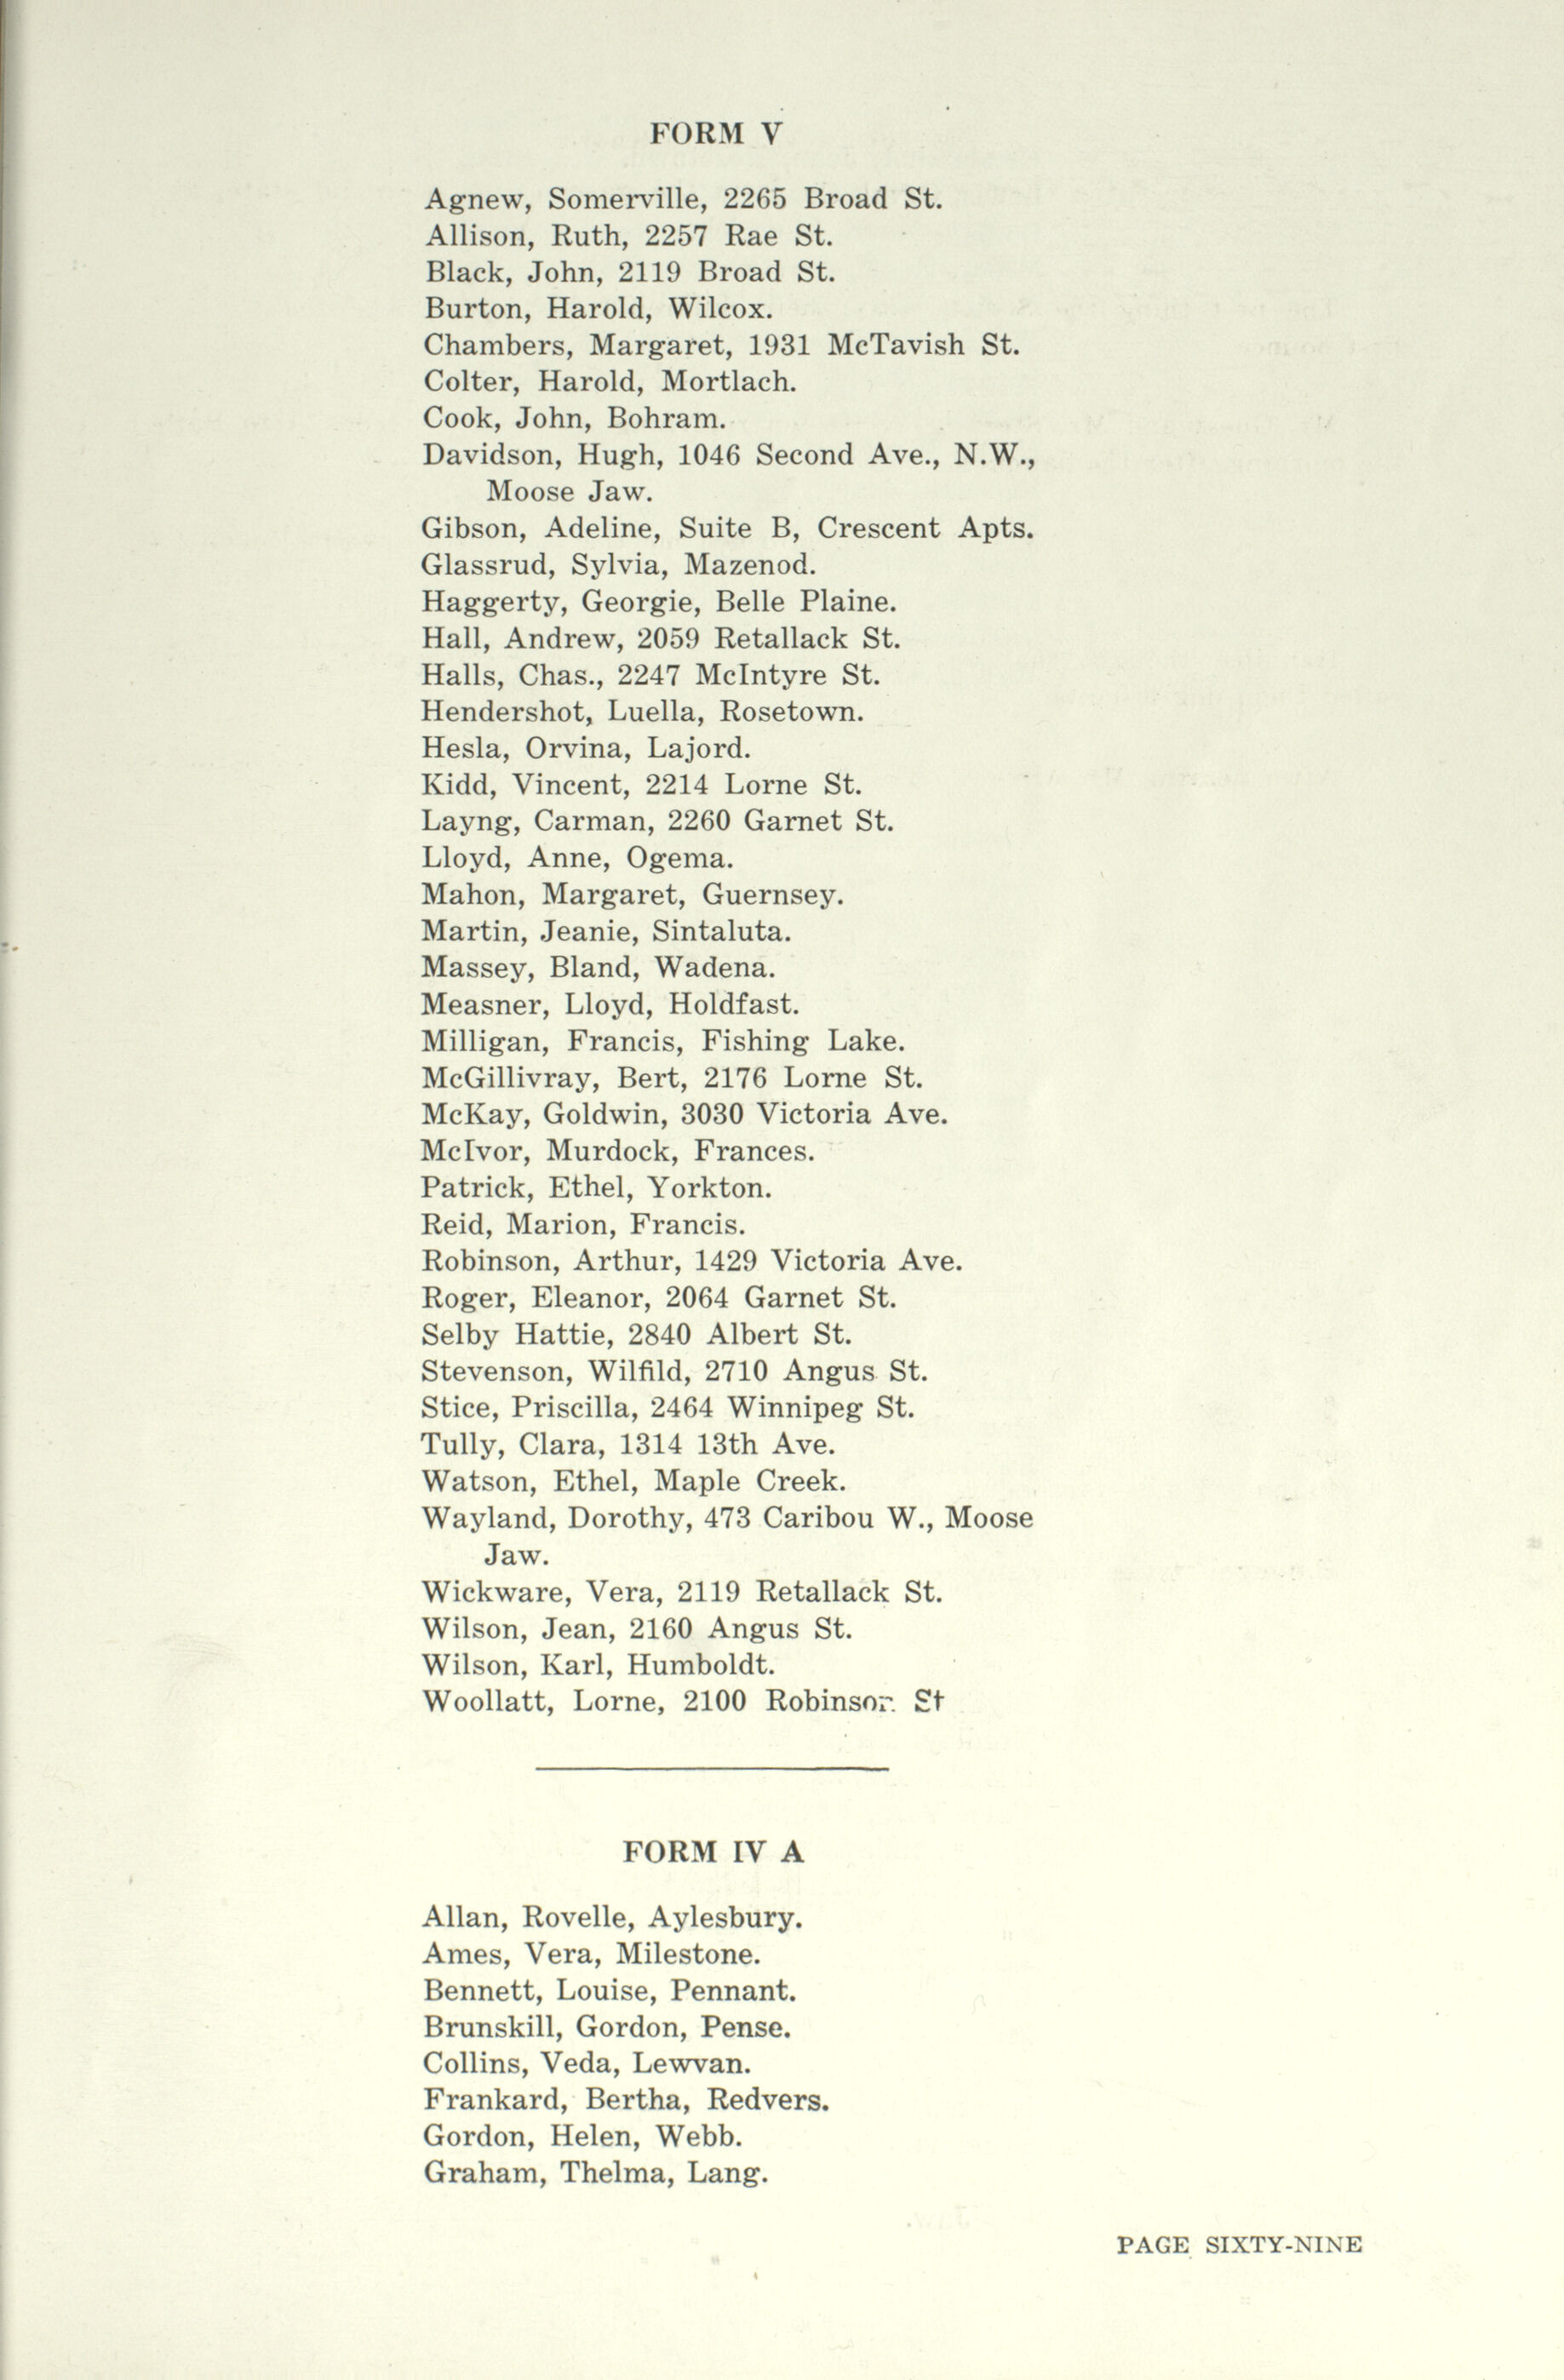 FORM V
Agnew, Somerville, 2265 Broad St.
Allison, Ruth, 2257 Rae St.
Black, John, 2119 Broad St.
Burton, Harold, Wilcox.
Chambers, Margaret, 1931 McTavish St.
Colter, Harold, Mortlach.
Cook, John, Bohram.
Davidson, Hugh, 1046 Second Ave., N.W.,
Moose Jaw.
Gibson, Adeline, Suite B, Crescent Apts.
Glassrud, Sylvia, Mazenod.
Haggerty, Georgie, Belle Plaine.
Hall, Andrew, 2059 Retallack St.
Halls, Chas., 2247 McIntyre St.
Hendershot, Luella, Rosetown.
Hesla, Orvina, Lajord.
Kidd, Vincent, 2214 Lorne St.
Layng, Carman, 2260 Garnet St.
Lloyd, Anne, Ogema.
Mahon, Margaret, Guernsey.
Martin, Jeanie, Sintaluta.
Massey, Bland, Wadena.
Measner, Lloyd, Holdfast.
Milligan, Francis, Fishing Lake.
McGillivray, Bert, 2176 Lorne St.
McKay, Goldwin, 3030 Victoria Ave.
McIvor, Murdock, Frances.
Patrick, Ethel, Yorkton.
Reid, Marion, Francis.
Robinson, Arthur, 1429 Victoria Ave.
Roger, Eleanor, 2064 Garnet St.
Selby Hattie, 2840 Albert St.
Stevenson, Wilfild, 2710 Angus St.
Stice, Priscilla, 2464 Winnipeg St.
Tully, Clara, 1314 13th Ave.
Watson, Ethel, Maple Creek.
Wayland, Dorothy, 473 Caribou W., Moose
Jaw.
Wickware, Vera, 2119 Retallack St.
Wilson, Jean, 2160 Angus St.
Wilson, Karl, Humboldt.
Woollatt, Lorne, 2100 Robinson St
FORM IV A
Allan, Rovelle, Aylesbury.
Ames, Vera, Milestone.
Bennett, Louise, Pennant.
Brunskill, Gordon, Pense.
Collins, Veda, Lewvan.
Frankard, Bertha, Redvers.
Gordon, Helen, Webb.
Graham, Thelma, Lang.
PAGE SIXTY-NINE